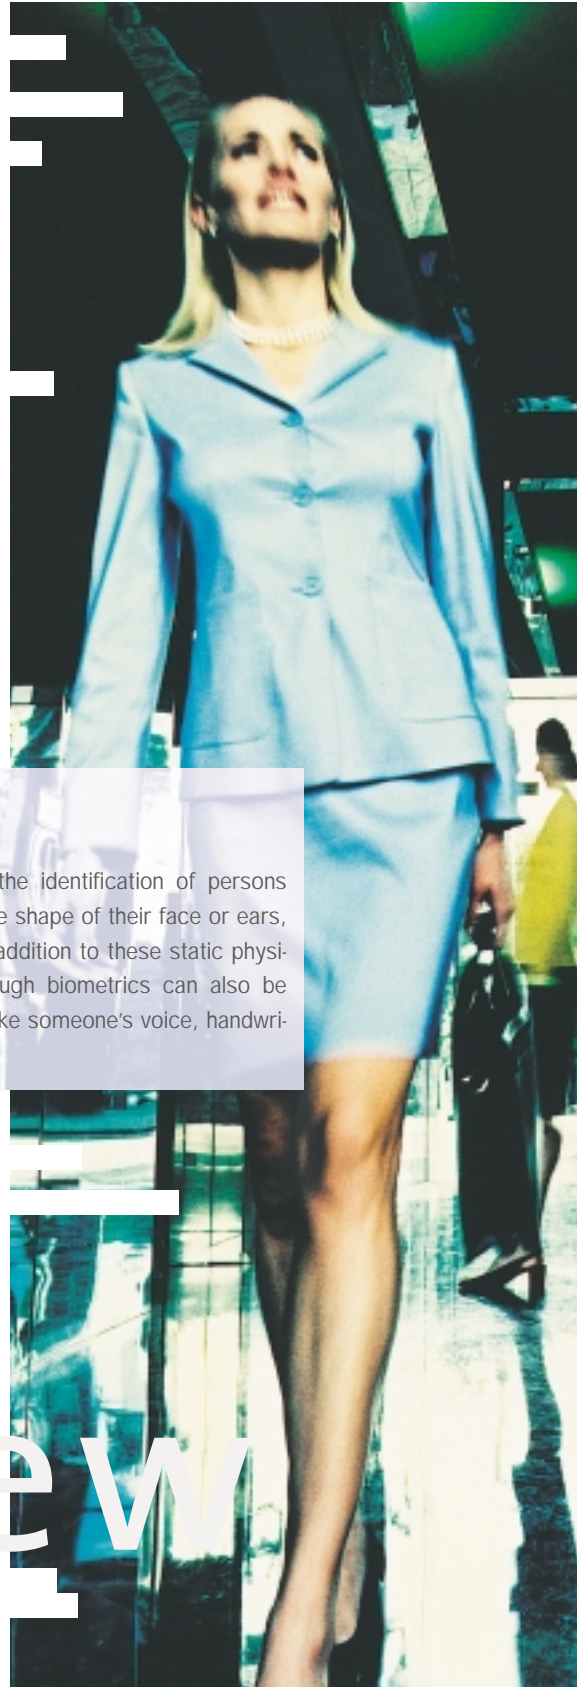 the identification of persons
e shape of their face or ears,
addition to these static physi-
ugh biometrics can also be
ke someone's voice, handwri-
ew